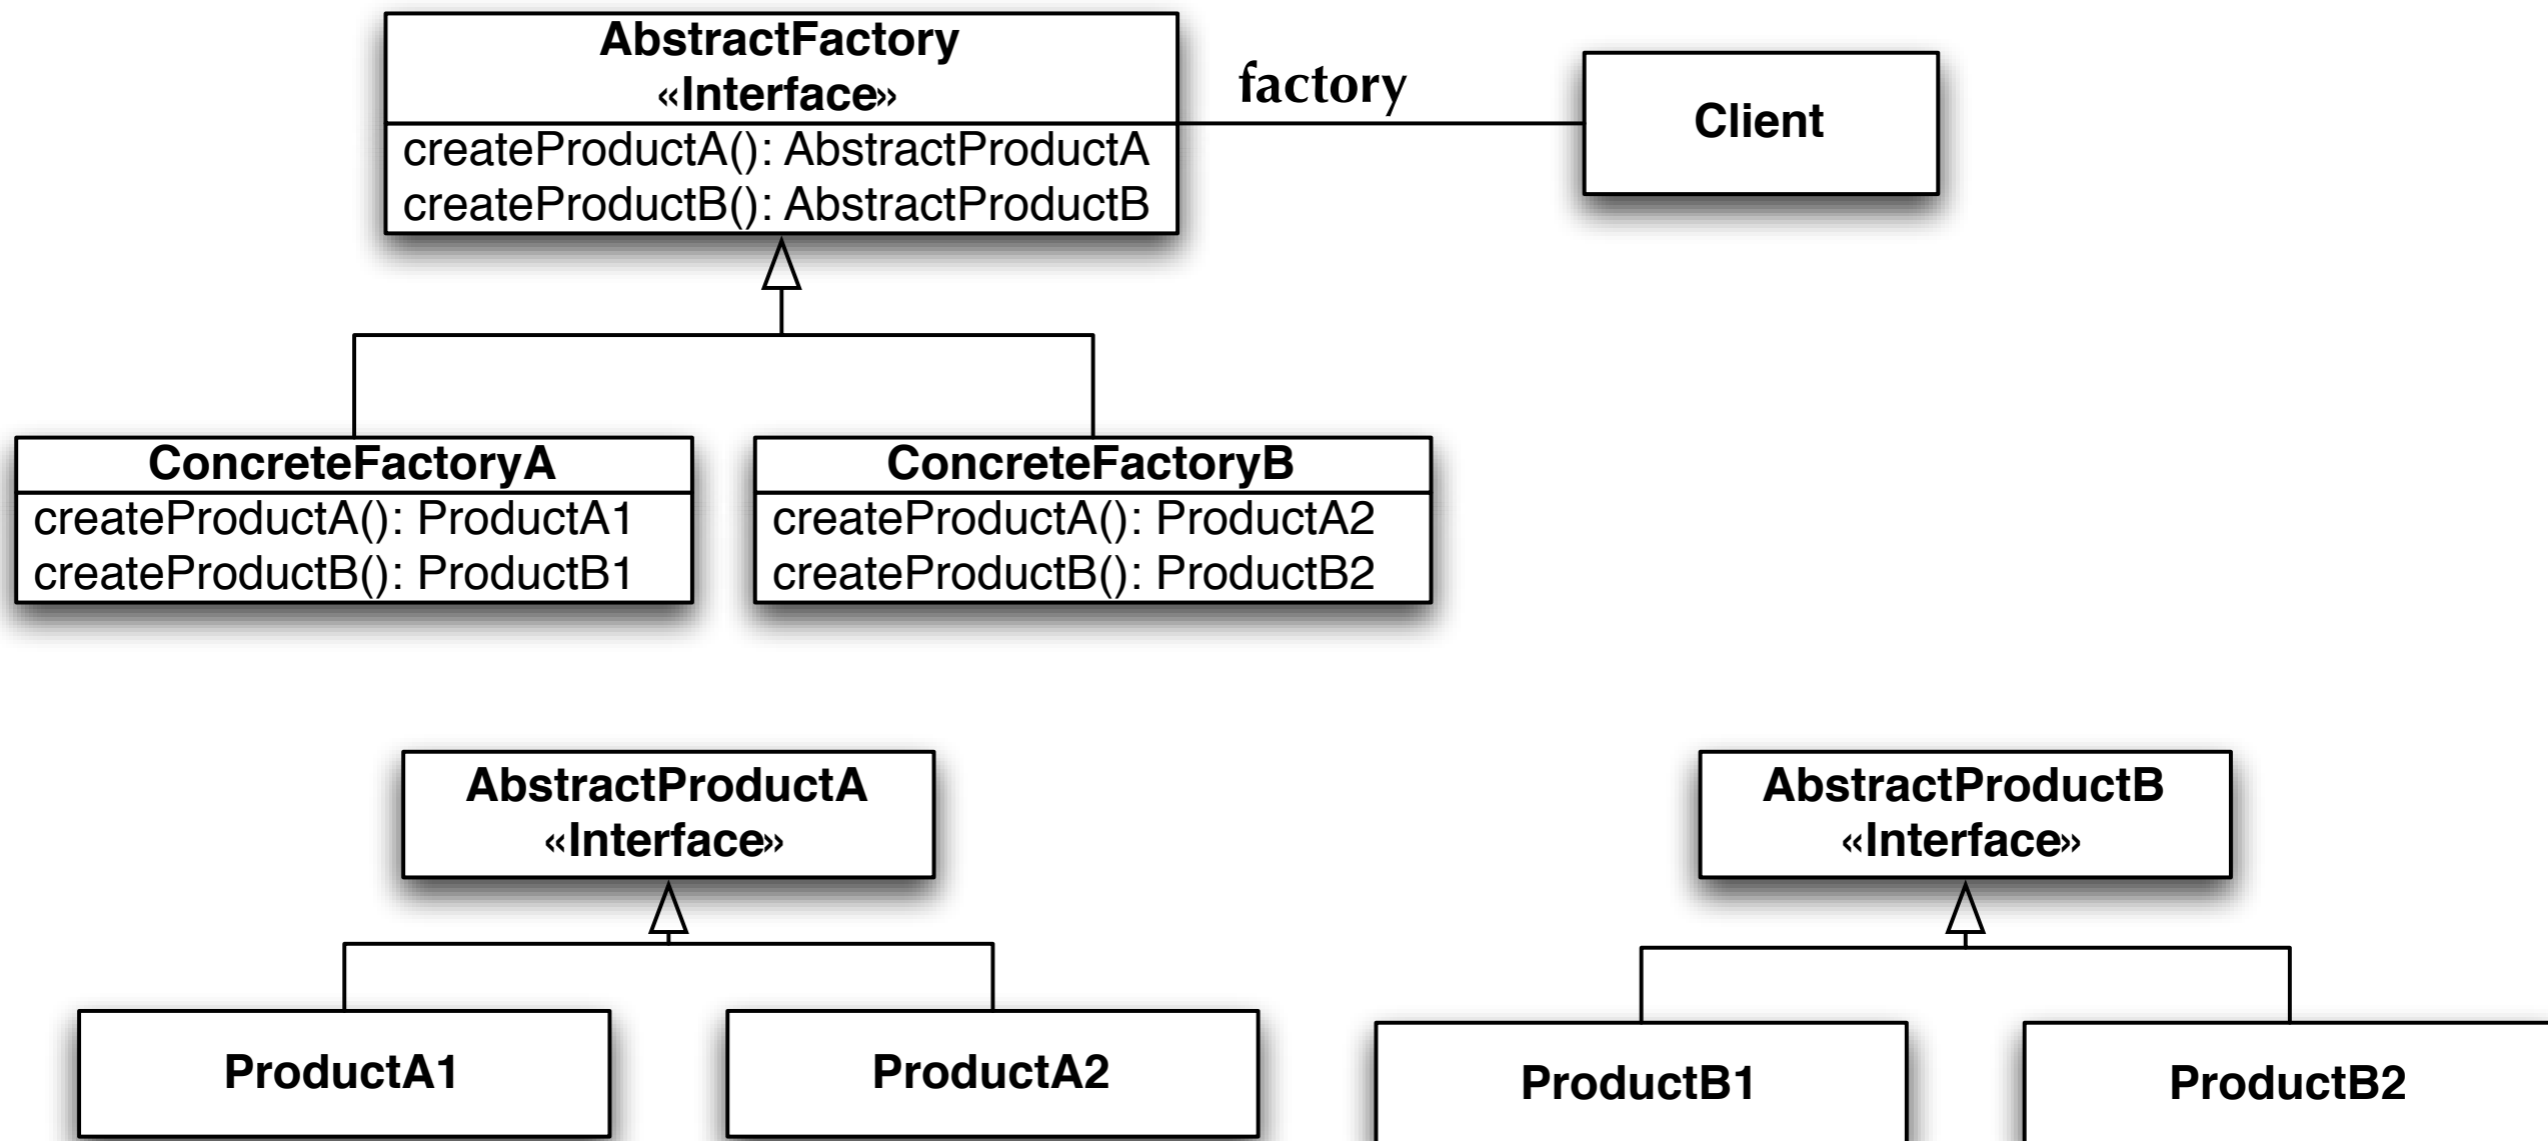 AbstractFactory
«Interface»
createProductA(): AbstractProductA
createProductB(): AbstractProductB
factory
Client
ConcreteFactoryA
createProductA(): ProductA1
createProductB(): ProductB1
ConcreteFactoryB
createProductA(): ProductA2
createProductB(): ProductB2
AbstractProductA
«Interface»
AbstractProductB
«Interface»
ProductA1
ProductA2
ProductB1
ProductB2